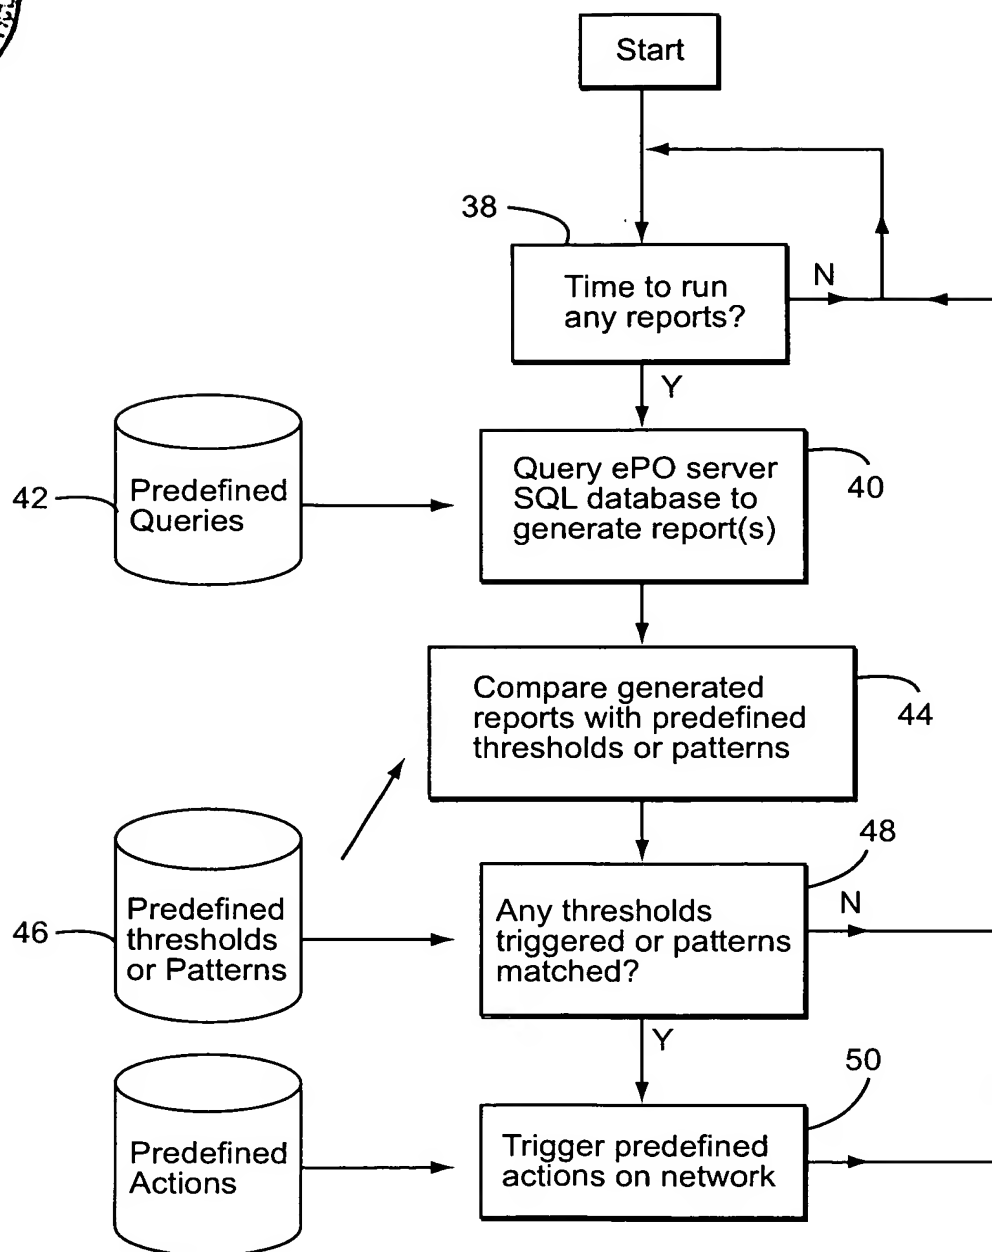 Start
38
Time to run
any reports?
N
Y
42
Predefined
Queries
Query ePO server
SQL database to
generate report(s)
40
Compare generated
reports with predefined
thresholds or patterns
44
46
Predefined
thresholds
or Patterns
48
Any thresholds
triggered or patterns
matched?
N
Y
50
Predefined
Actions
Trigger predefined
actions on network